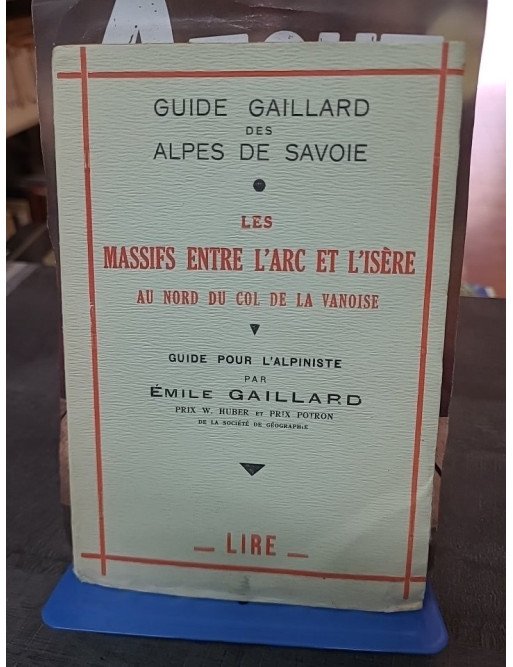 GUIDE GAILLARD
DES
ALPES DE SAVOIE
LES
MASSIFS ENTRE L'ARC ET L'ISÈRE
AU NORD DU COL DE LA VANOISE
GUIDE POUR L'ALPINISTE
PAR
ÉMILE GAILLARD
PRIX W. HUBER ET PRIX POTRON
DE LA SOCIÉTÉ DE GÉOGRAPHIE
— LIRE —